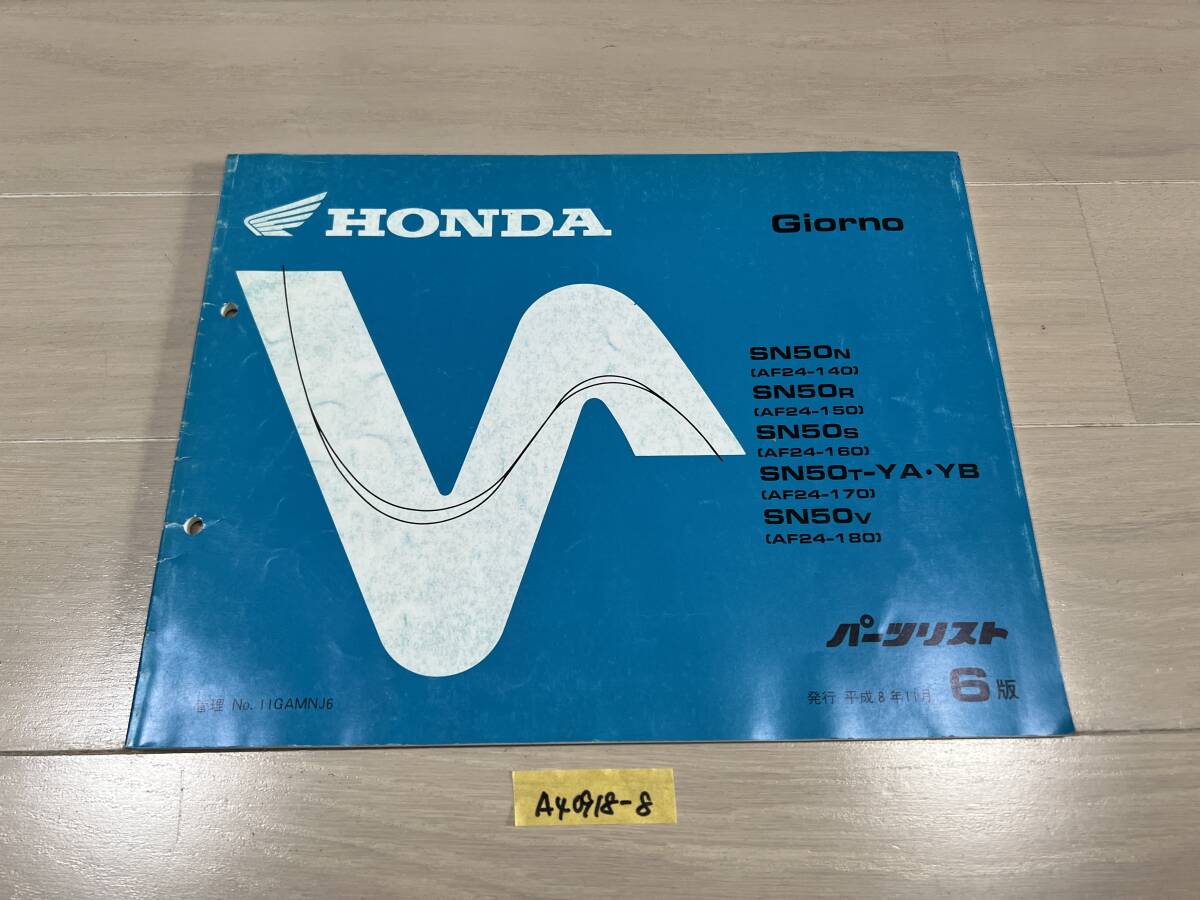 HONDA
Giorno
SN50N
(AF24-140)
SN50R
(AF24-150)
SN50S
(AF24-160)
SN50T-YA・YB
(AF24-170)
SN50V
(AF24-180)
パーツリスト
発行 平成8年11月 6版
管理 No. 11GAMNJ6
A40918-8